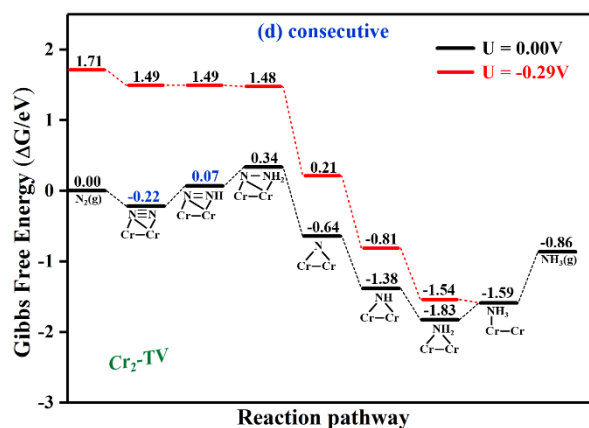 (d) consecutive
U = 0.00V
U = -0.29V
Gibbs Free Energy (ΔG/eV)
2
1
0
-1
-2
-3
1.71
1.49
1.49
1.48
0.21
-0.81
-1.54
0.00
N₂(g)
-0.22
N≡N
Cr—Cr
0.07
N=NH
Cr—Cr
0.34
N—NH₂
Cr—Cr
-0.64
N
Cr—Cr
-1.38
NH
Cr—Cr
-1.83
NH₂
Cr—Cr
-1.59
NH₃
Cr—Cr
-0.86
NH₃(g)
Cr₂-TV
Reaction pathway